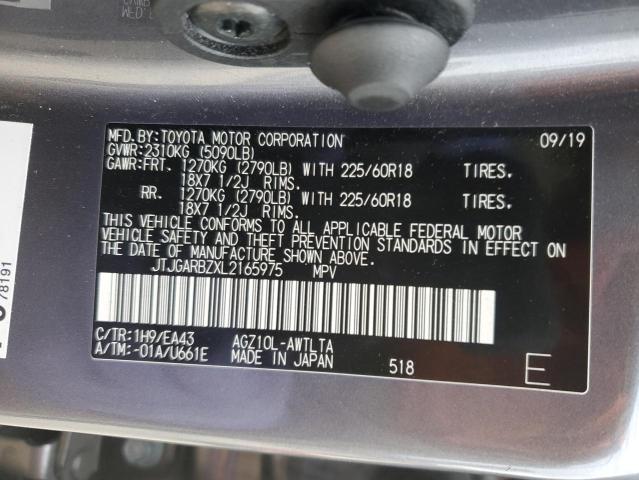 MFD.BY:TOYOTA MOTOR CORPORATION 09/19
GVWR:2310KG (5090LB)
GAWR:FRT. 1270KG (2790LB) WITH 225/60R18 TIRES.
18X7 1/2J RIMS.
RR. 1270KG (2790LB) WITH 225/60R18 TIRES.
18X7 1/2J RIMS.
THIS VEHICLE CONFORMS TO ALL APPLICABLE FEDERAL MOTOR
VEHICLE SAFETY AND THEFT PREVENTION STANDARDS IN EFFECT
ON THE DATE OF MANUFACTURE SHOWN ABOVE.
JTJGARBZXL2165975 MPV
C/TR:1H9/EA43 AGZ10L-AWTLTA
A/TM:-01A/U661E MADE IN JAPAN 518
E
78191